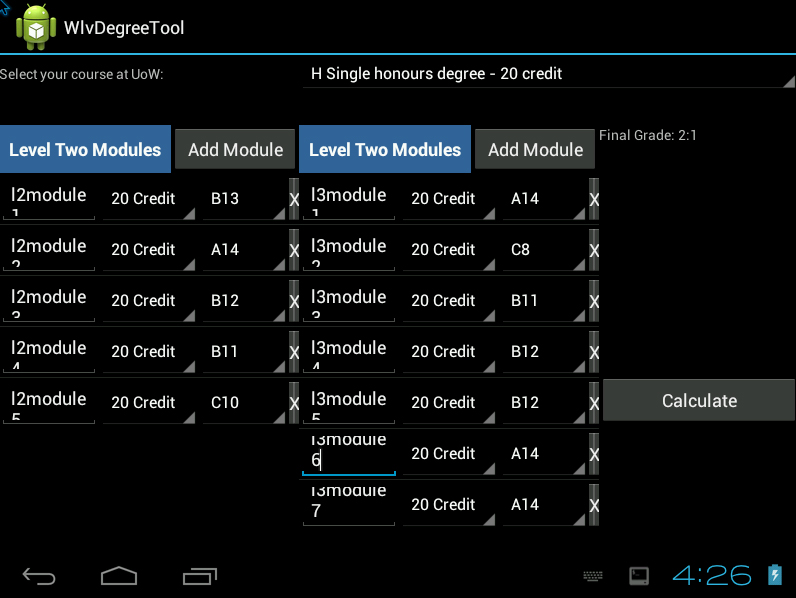 WlvDegreeTool
Select your course at UoW:
H Single honours degree - 20 credit
Level Two Modules
Add Module
Level Two Modules
Add Module
Final Grade: 2:1
l2module
1
20 Credit
B13
X
l3module
1
20 Credit
A14
X
l2module
2
20 Credit
A14
X
l3module
2
20 Credit
C8
X
l2module
3
20 Credit
B12
X
l3module
3
20 Credit
B11
X
l2module
4
20 Credit
B11
X
l3module
4
20 Credit
B12
X
l2module
5
20 Credit
C10
X
l3module
5
20 Credit
B12
X
Calculate
l3module
6
20 Credit
A14
X
l3module
7
20 Credit
A14
X
4:26